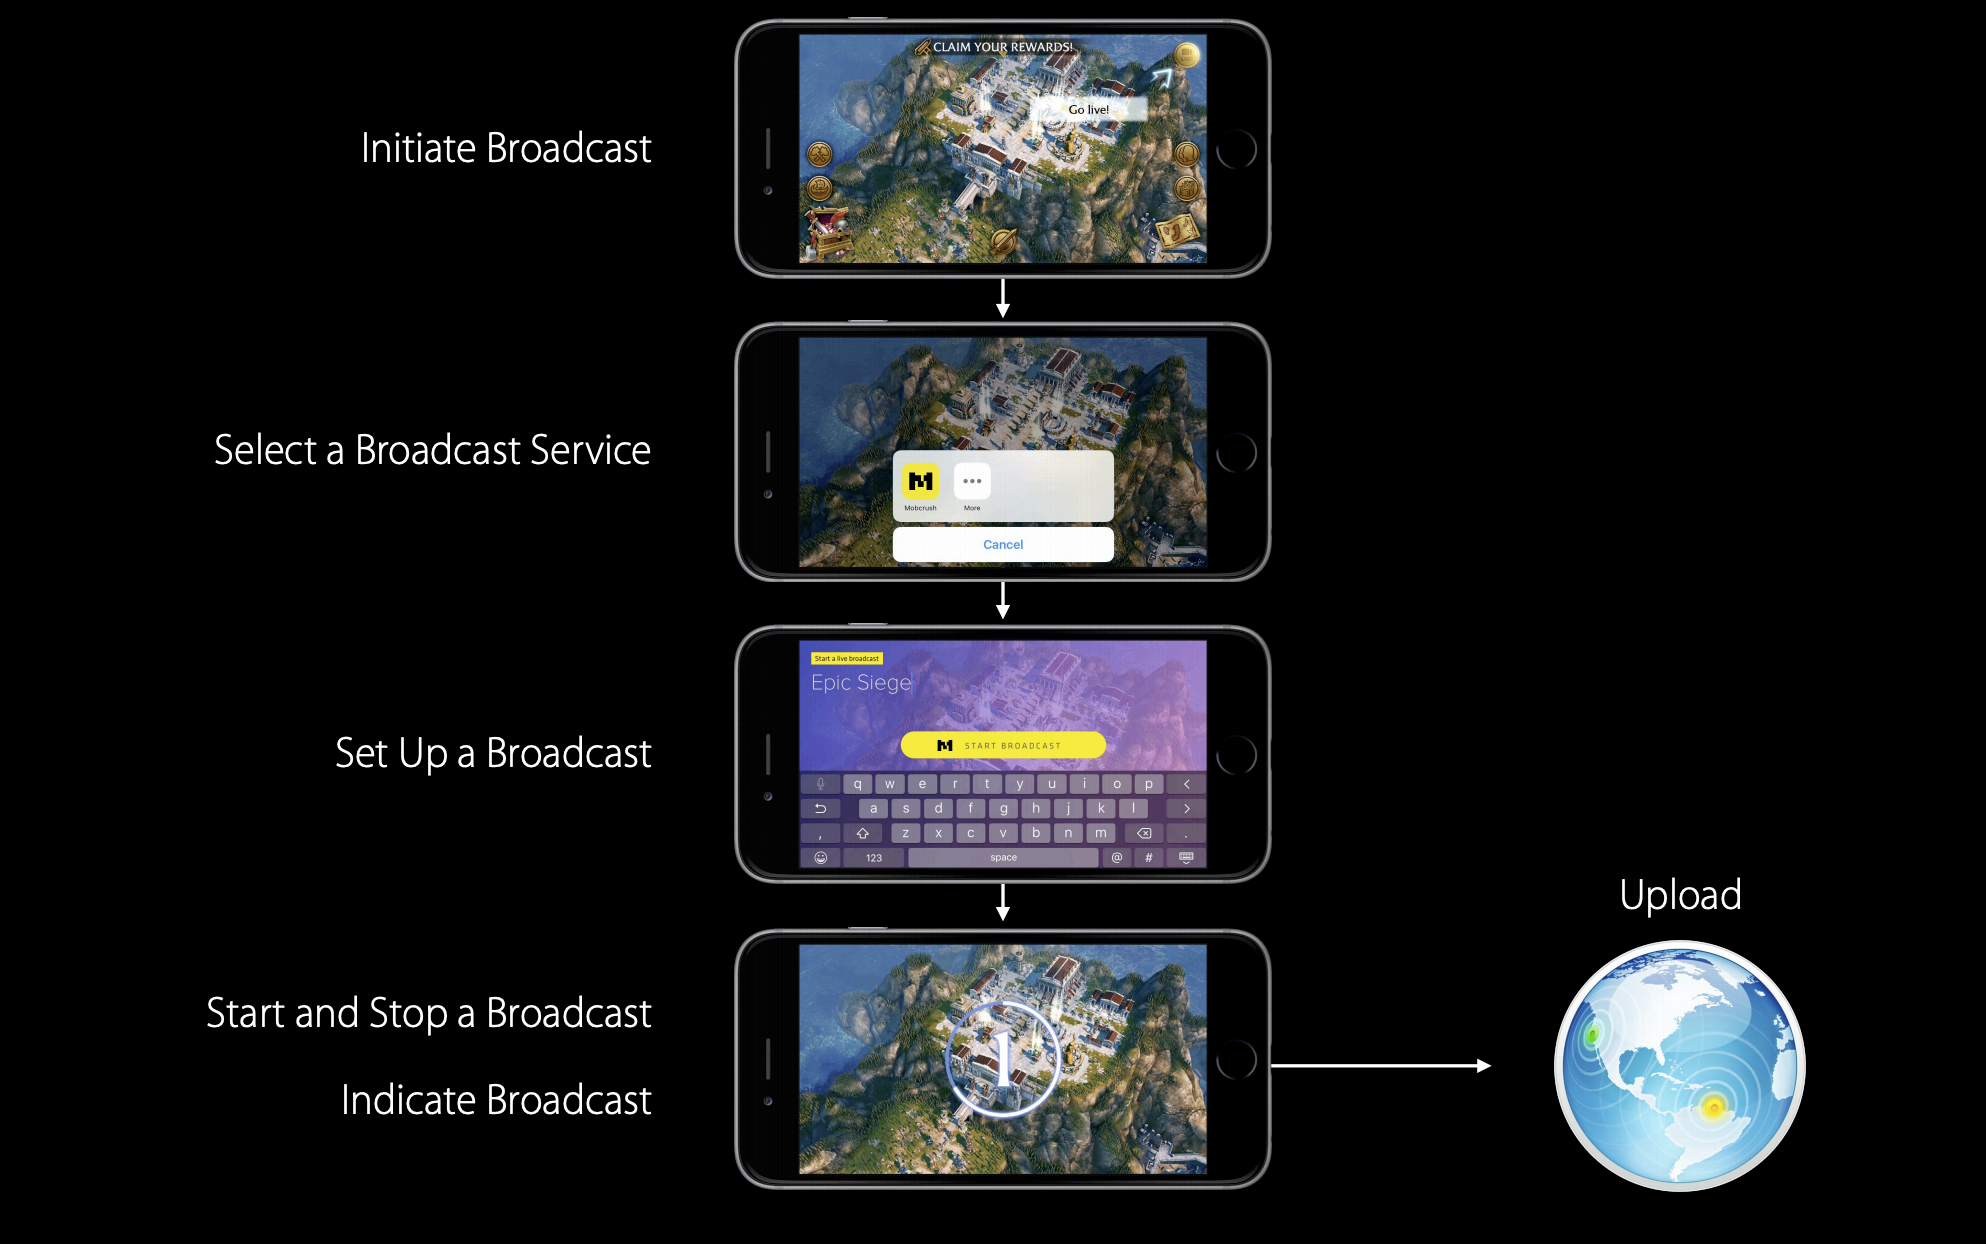 Initiate Broadcast
CLAIM YOUR REWARDS!
Go live!
Select a Broadcast Service
Mobcrush
More
Cancel
Set Up a Broadcast
Start a live broadcast
Epic Siege
START BROADCAST
q w e r t y u i o p <
a s d f g h j k l >
, z x c v b n m .
123 space @ #
Upload
Start and Stop a Broadcast
1
Indicate Broadcast